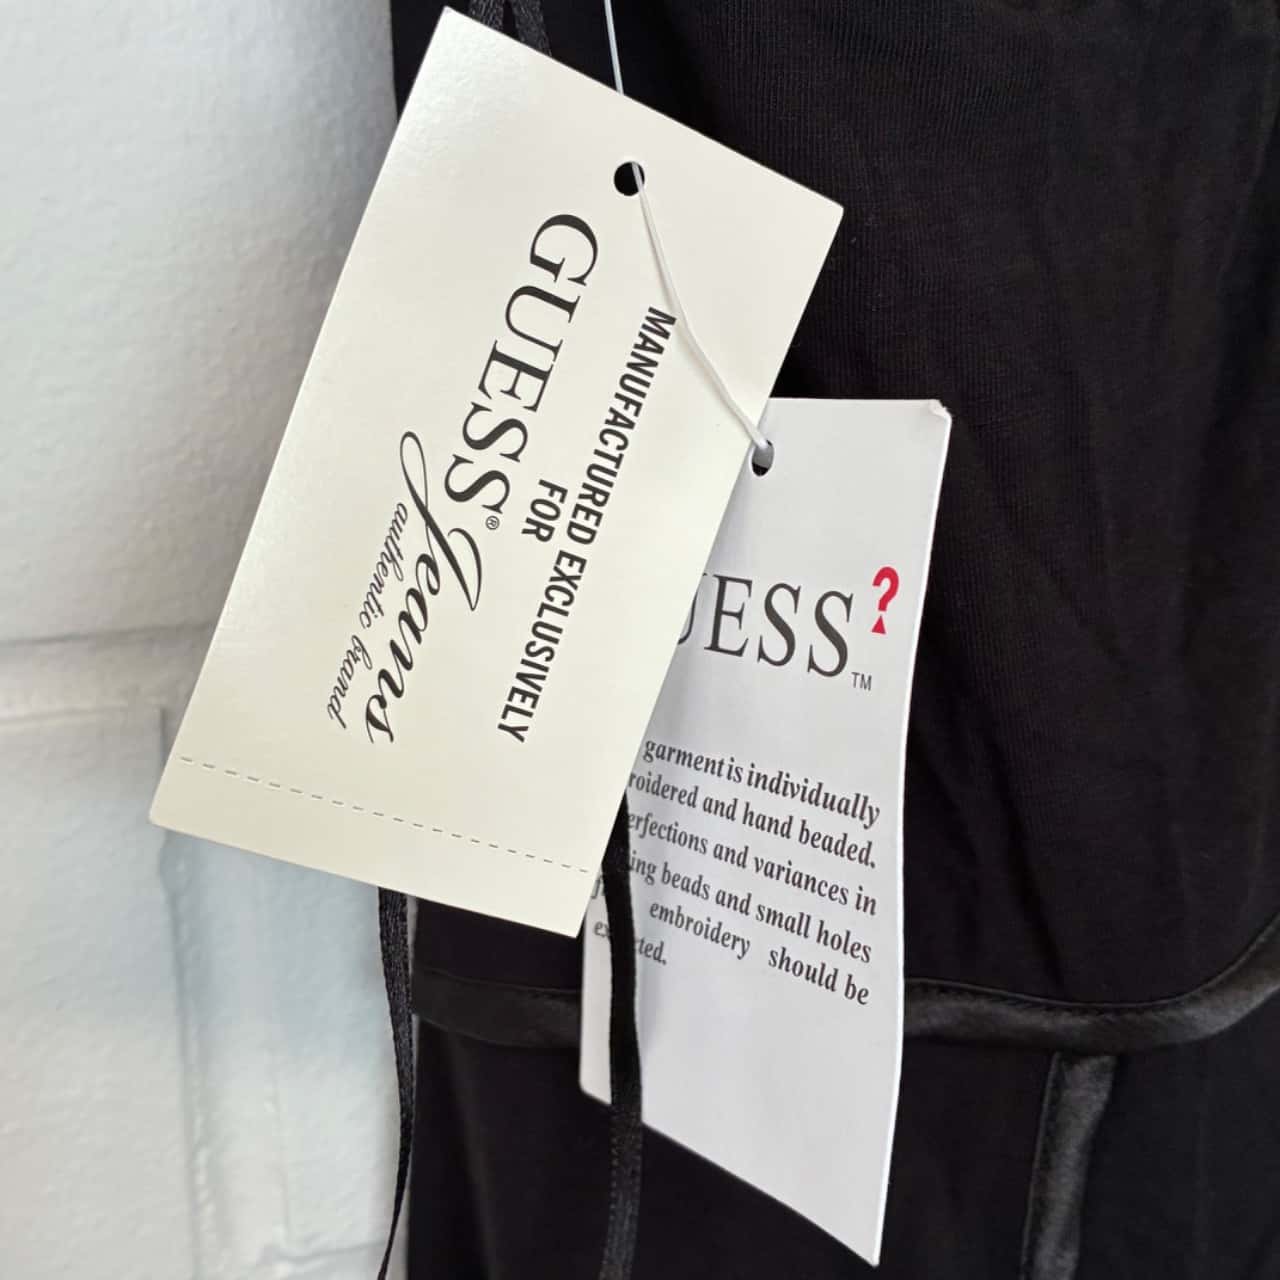 MANUFACTURED EXCLUSIVELY
FOR
GUESS®
Jeans
authentic brand
UESS?
TM
garment is individually
roidered and hand beaded.
erfections and variances in
ing beads and small holes
embroidery should be
cted.